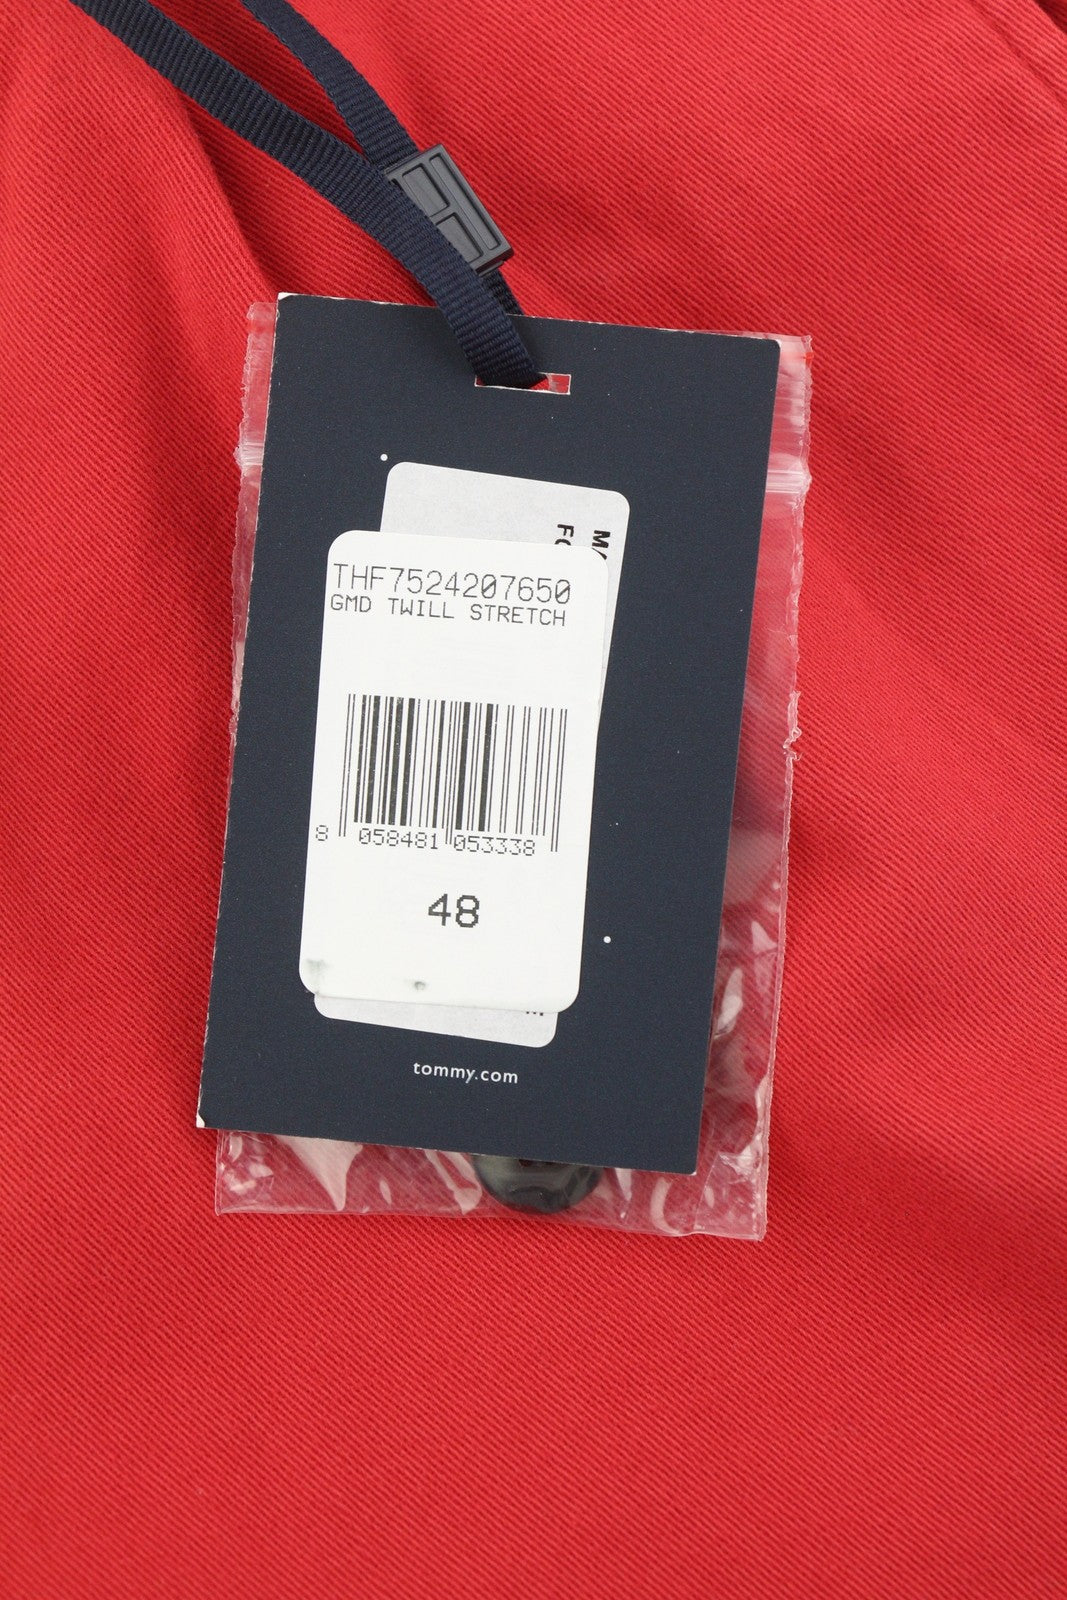 THF7524207650
GMD TWILL STRETCH
8 058481 053338
48
tommy.com